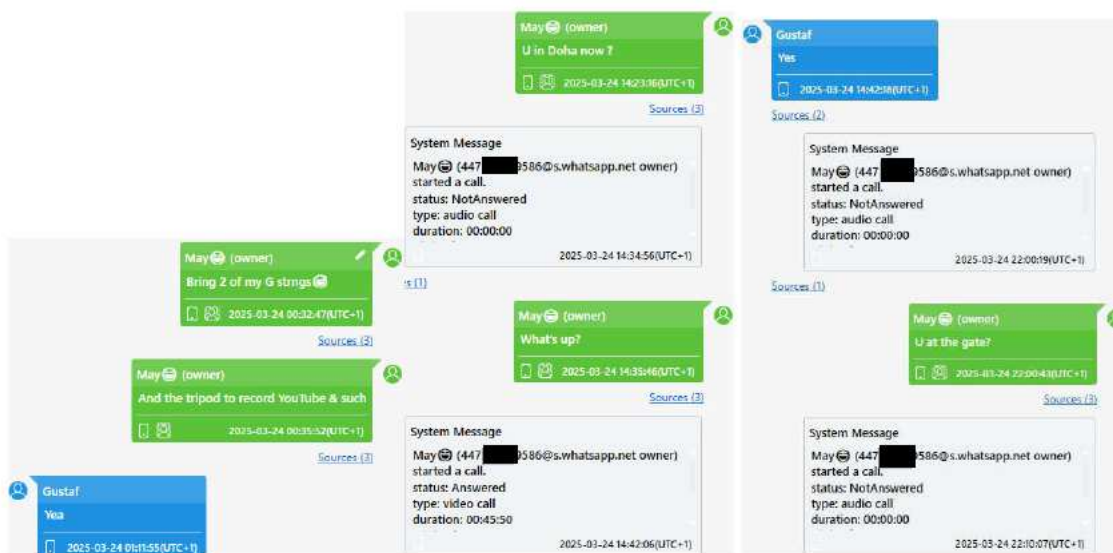 May😂 (owner)
Bring 2 of my G strngs😂
2025-03-24 00:32:47(UTC+1)
Sources (3)
May😂 (owner)
And the tripod to record YouTube & such
2025-03-24 00:35:52(UTC+1)
Sources (3)
Gustaf
Yea
2025-03-24 01:11:55(UTC+1)
May😂 (owner)
U in Doha now ?
2025-03-24 14:23:16(UTC+1)
Sources (3)
System Message
May😂 (447 9586@s.whatsapp.net owner)
started a call.
status: NotAnswered
type: audio call
duration: 00:00:00
2025-03-24 14:34:56(UTC+1)
s (1)
May😂 (owner)
What's up?
2025-03-24 14:35:46(UTC+1)
Sources (3)
System Message
May😂 (447 9586@s.whatsapp.net owner)
started a call.
status: Answered
type: video call
duration: 00:45:50
2025-03-24 14:42:06(UTC+1)
Gustaf
Yes
2025-03-24 14:42:18(UTC+1)
Sources (2)
System Message
May😂 (447 9586@s.whatsapp.net owner)
started a call.
status: NotAnswered
type: audio call
duration: 00:00:00
2025-03-24 22:00:19(UTC+1)
Sources (1)
May😂 (owner)
U at the gate?
2025-03-24 22:00:43(UTC+1)
Sources (3)
System Message
May😂 (447 9586@s.whatsapp.net owner)
started a call.
status: NotAnswered
type: audio call
duration: 00:00:00
2025-03-24 22:10:07(UTC+1)